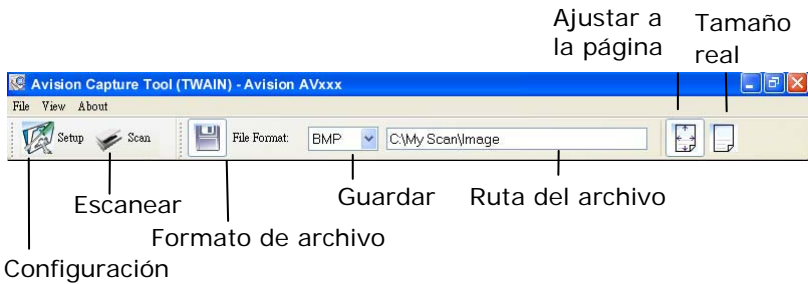 Ajustar a
la página
Tamaño
real
Avision Capture Tool (TWAIN) - Avision AVxxx
File View About
Setup Scan File Format: BMP C:\My Scan\Image
Escanear
Guardar
Ruta del archivo
Formato de archivo
Configuración